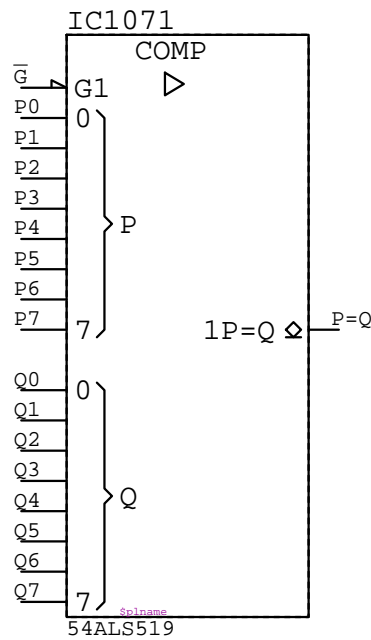 IC1071
COMP
G
G1
P0
0
P1
P2
P3
P4
P
P5
P6
P7
7
1P=Q
P=Q
Q0
0
Q1
Q2
Q3
Q
Q4
Q5
Q6
Q7
7
$plname
54ALS519